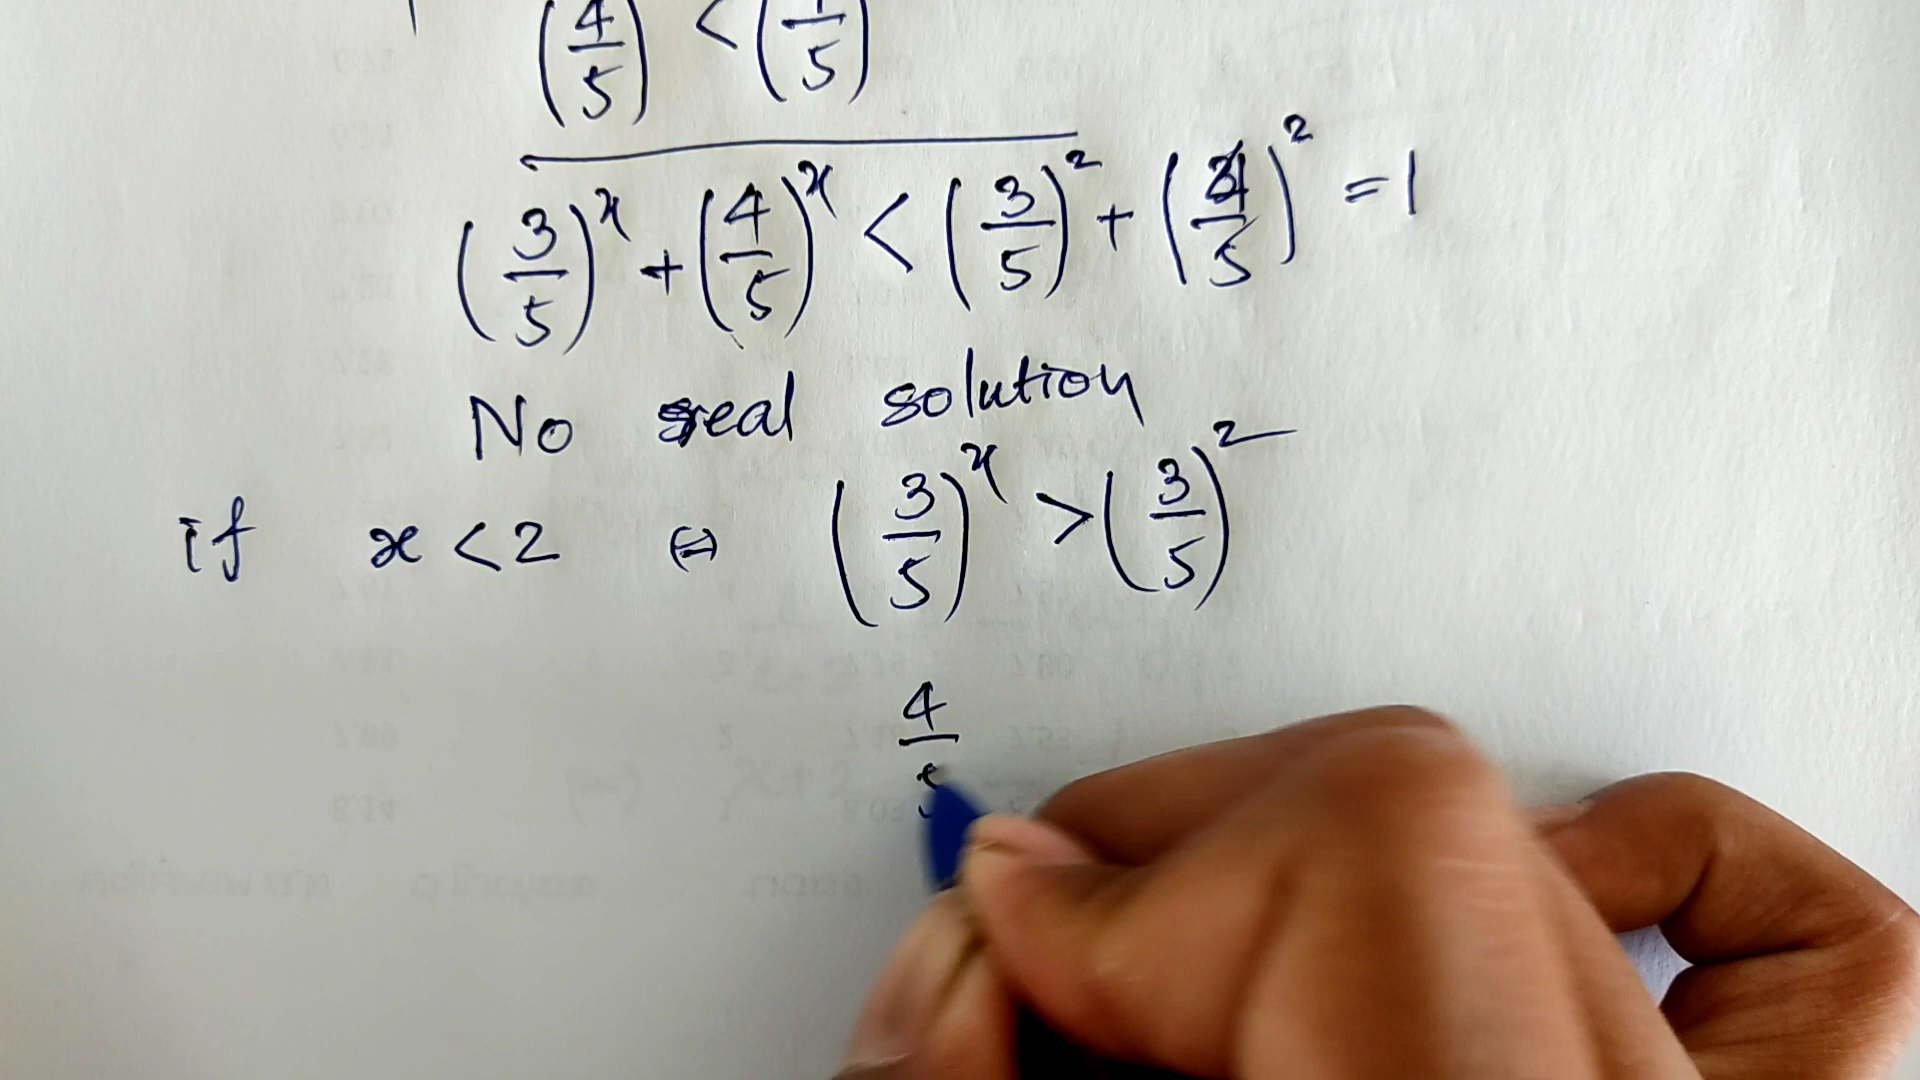 (4/5) < (4/5)
(3/5)^x + (4/5)^x < (3/5)^2 + (4/5)^2 = 1
No real solution
if x < 2 (=) (3/5)^x > (3/5)^2
4/5